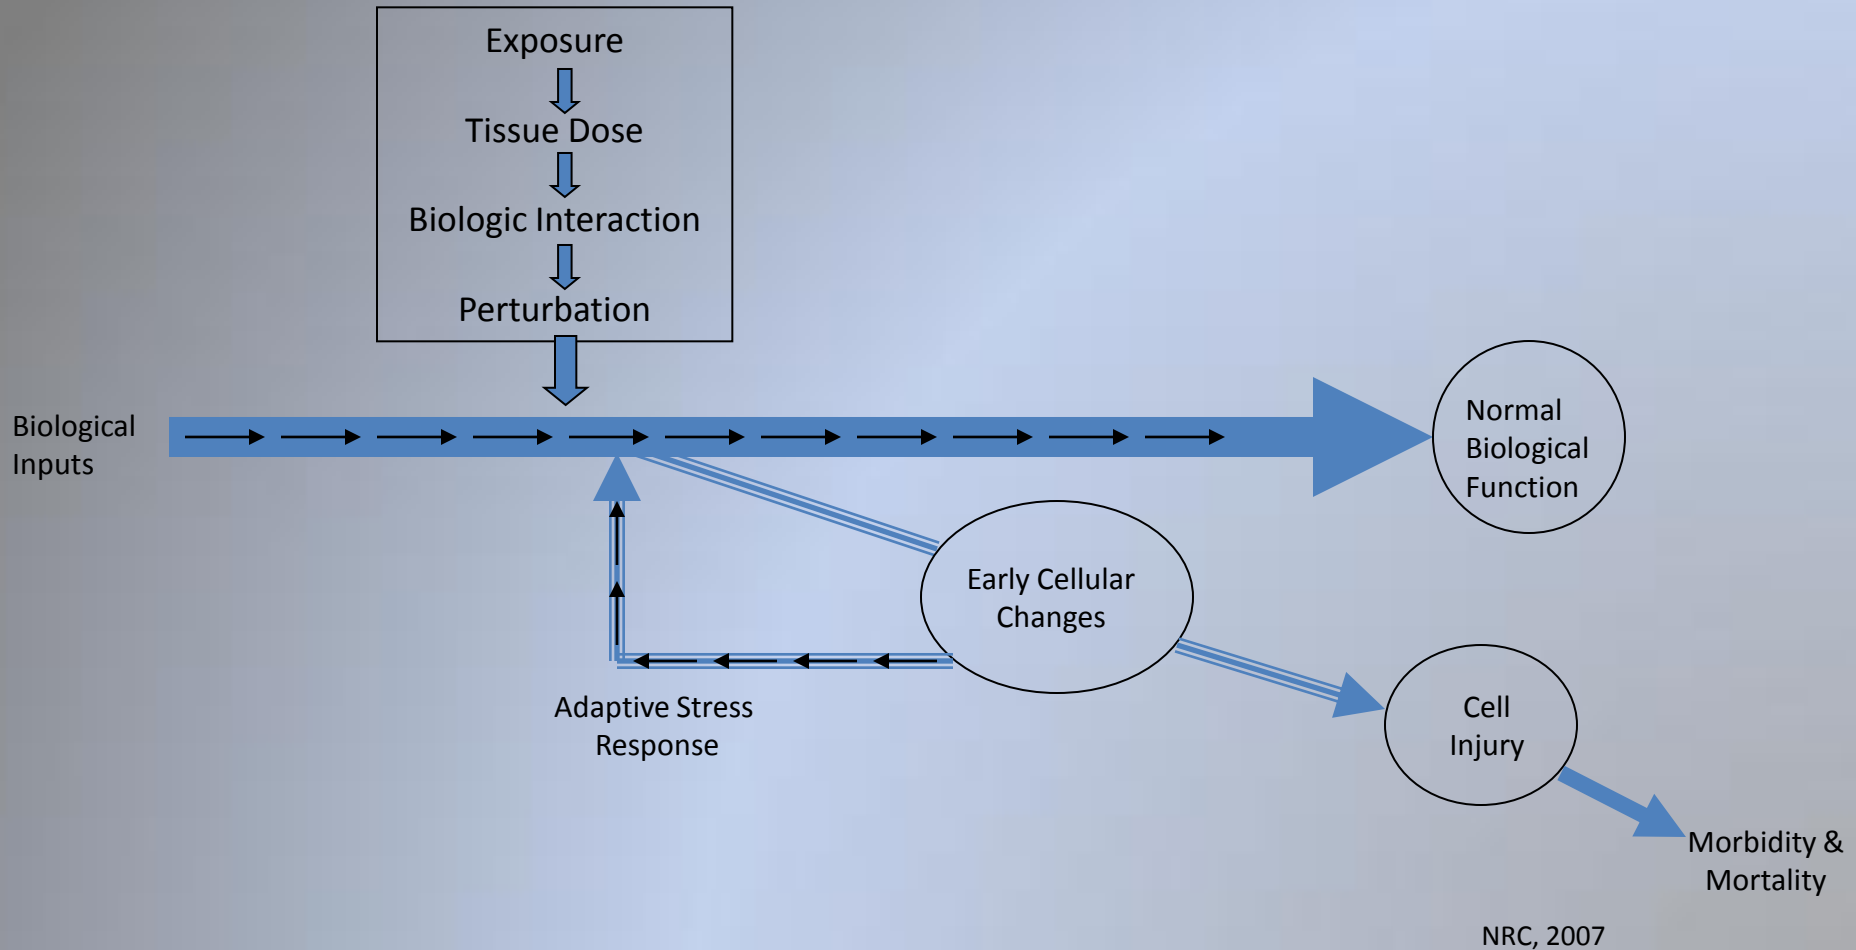 Exposure
Tissue Dose
Biologic Interaction
Perturbation
Biological
Inputs
Normal
Biological
Function
Early Cellular
Changes
Adaptive Stress
Response
Cell
Injury
Morbidity &
Mortality
NRC, 2007